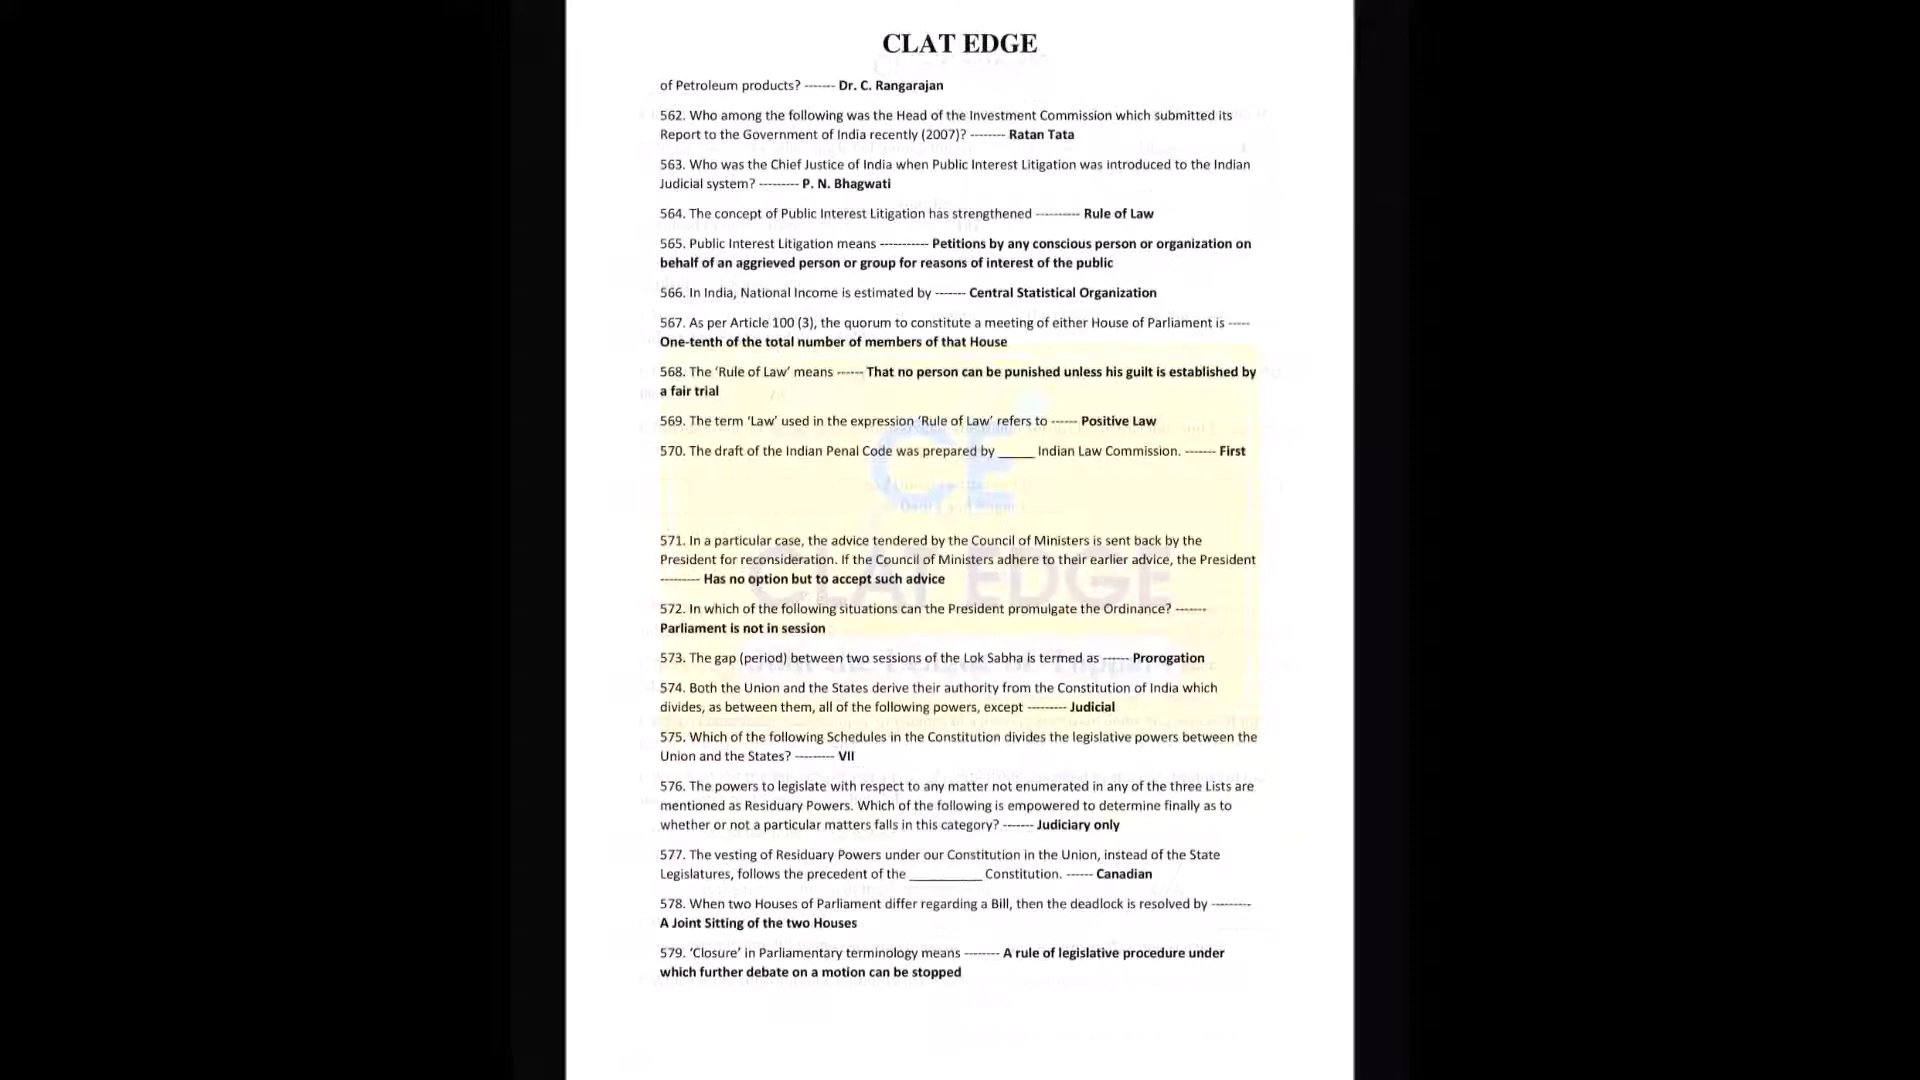 CLAT EDGE
of Petroleum products? ------- Dr. C. Rangarajan
562. Who among the following was the Head of the Investment Commission which submitted its
Report to the Government of India recently (2007)? -------- Ratan Tata
563. Who was the Chief Justice of India when Public Interest Litigation was introduced to the Indian
Judicial system? --------- P. N. Bhagwati
564. The concept of Public Interest Litigation has strengthened ---------- Rule of Law
565. Public Interest Litigation means ----------- Petitions by any conscious person or organization on
behalf of an aggrieved person or group for reasons of interest of the public
566. In India, National Income is estimated by ------- Central Statistical Organization
567. As per Article 100 (3), the quorum to constitute a meeting of either House of Parliament is -----
One-tenth of the total number of members of that House
568. The ‘Rule of Law’ means ------ That no person can be punished unless his guilt is established by
a fair trial
569. The term ‘Law’ used in the expression ‘Rule of Law’ refers to ------ Positive Law
570. The draft of the Indian Penal Code was prepared by _____ Indian Law Commission. ------- First
CE
571. In a particular case, the advice tendered by the Council of Ministers is sent back by the
President for reconsideration. If the Council of Ministers adhere to their earlier advice, the President
--------- Has no option but to accept such advice
CLAT EDGE
572. In which of the following situations can the President promulgate the Ordinance? -------
Parliament is not in session
573. The gap (period) between two sessions of the Lok Sabha is termed as ------ Prorogation
574. Both the Union and the States derive their authority from the Constitution of India which
divides, as between them, all of the following powers, except --------- Judicial
575. Which of the following Schedules in the Constitution divides the legislative powers between the
Union and the States? --------- VII
576. The powers to legislate with respect to any matter not enumerated in any of the three Lists are
mentioned as Residuary Powers. Which of the following is empowered to determine finally as to
whether or not a particular matters falls in this category? ------- Judiciary only
577. The vesting of Residuary Powers under our Constitution in the Union, instead of the State
Legislatures, follows the precedent of the __________ Constitution. ------ Canadian
578. When two Houses of Parliament differ regarding a Bill, then the deadlock is resolved by ---------
A Joint Sitting of the two Houses
579. ‘Closure’ in Parliamentary terminology means -------- A rule of legislative procedure under
which further debate on a motion can be stopped